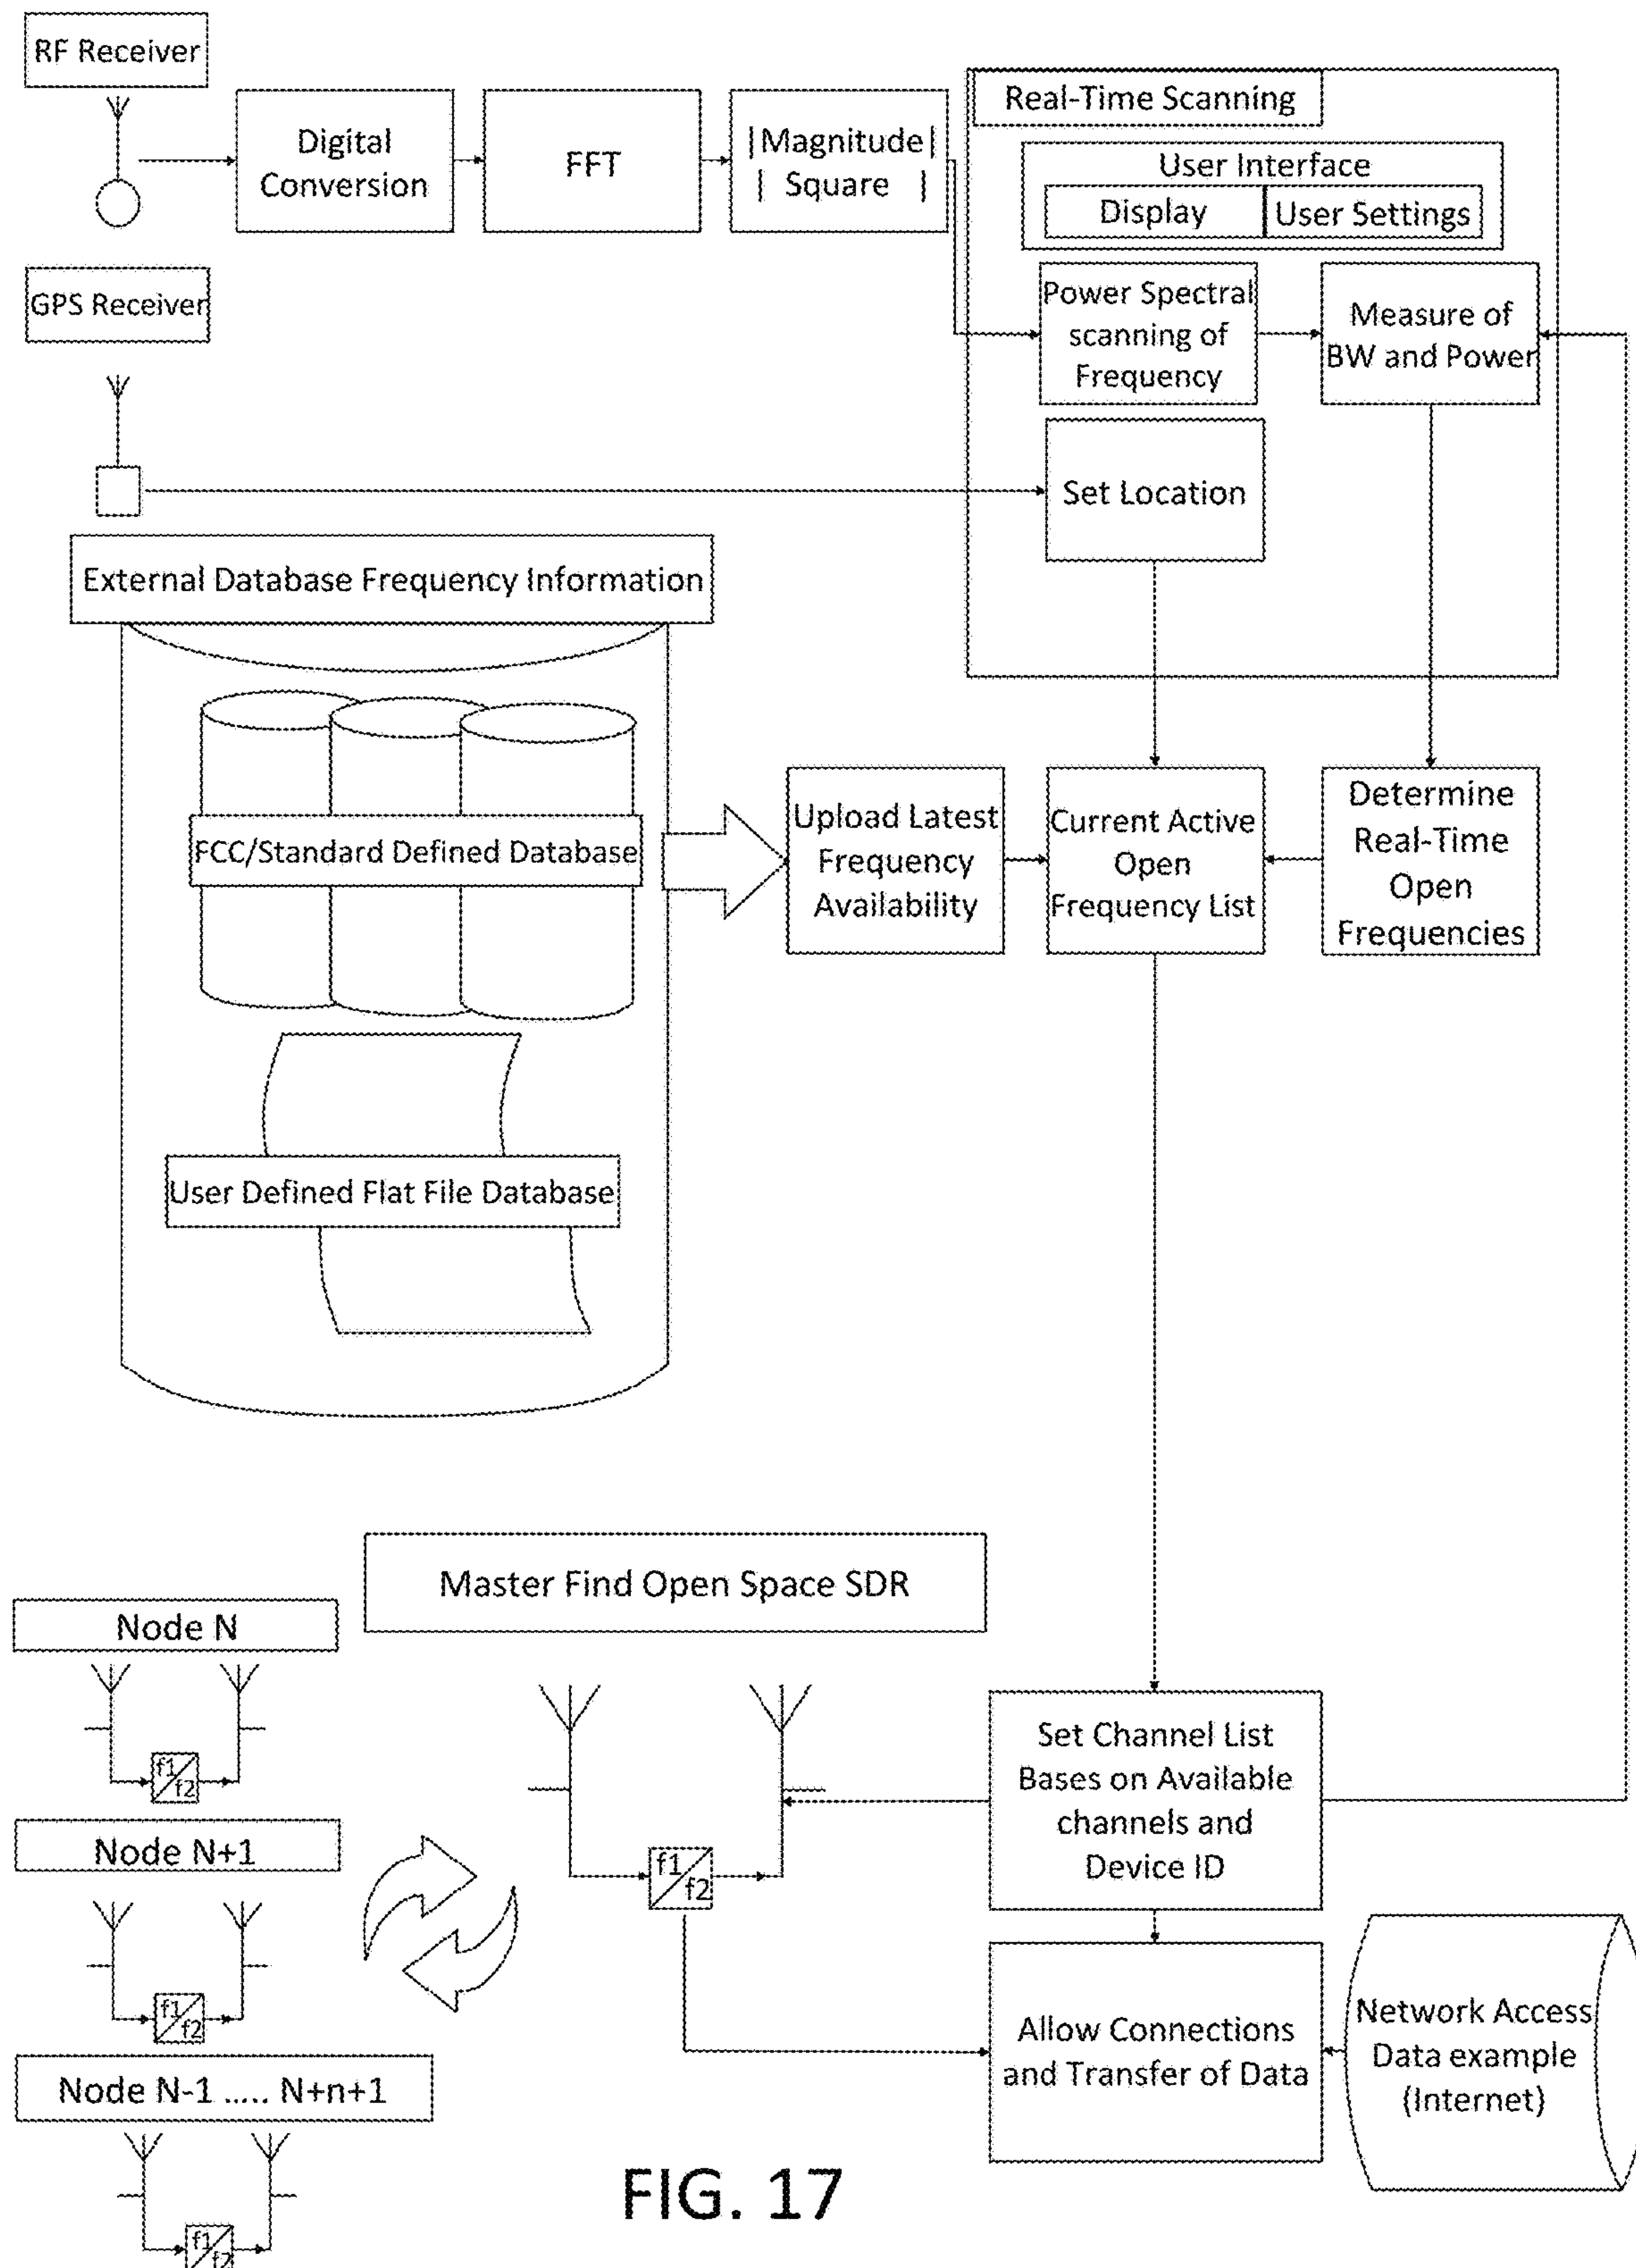 RF Receiver
Digital
Conversion
FFT
|Magnitude|
| Square |
Real-Time Scanning
User Interface
Display
User Settings
GPS Receiver
Power Spectral
scanning of
Frequency
Measure of
BW and Power
Set Location
External Database Frequency Information
FCC/Standard Defined Database
Upload Latest
Frequency
Availability
Current Active
Open
Frequency List
Determine
Real-Time
Open
Frequencies
User Defined Flat File Database
Master Find Open Space SDR
Node N
f1
f2
Node N+1
f1
f2
Node N-1 ..... N+n+1
f1
f2
f1
f2
Set Channel List
Bases on Available
channels and
Device ID
Allow Connections
and Transfer of Data
Network Access
Data example
(Internet)
FIG. 17